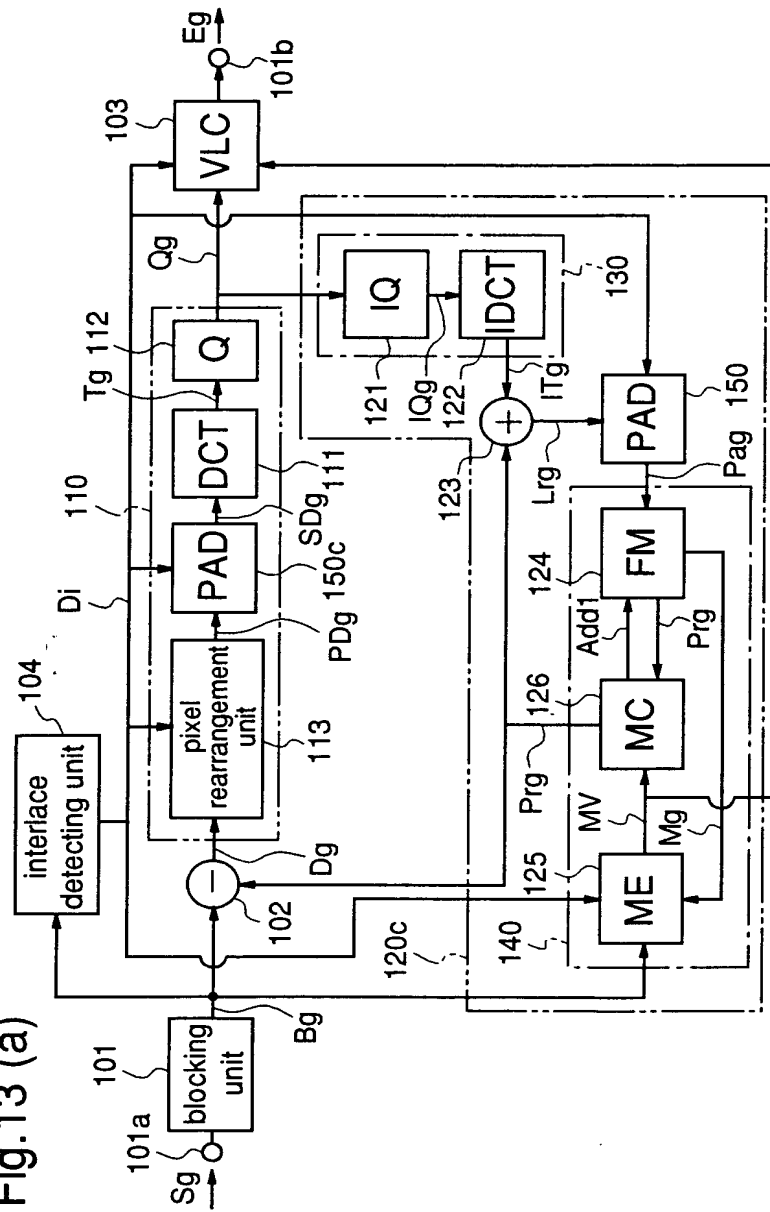 Fig.13 (a)
Sg
101a
101
blocking
unit
Bg
104
interlace
detecting unit
Di
102
Dg
110
pixel
rearrangement
unit
113
PDg
PAD
150c
SDg
DCT
111
Tg
112
Q
Qg
103
VLC
Eg
101b
120c
130
IQ
121
IQg
IDCT
122
ITg
123
+
-
Lrg
PAD
150
Pag
140
125
ME
MV
Mg
Prg
126
MC
Add1
Prg
124
FM